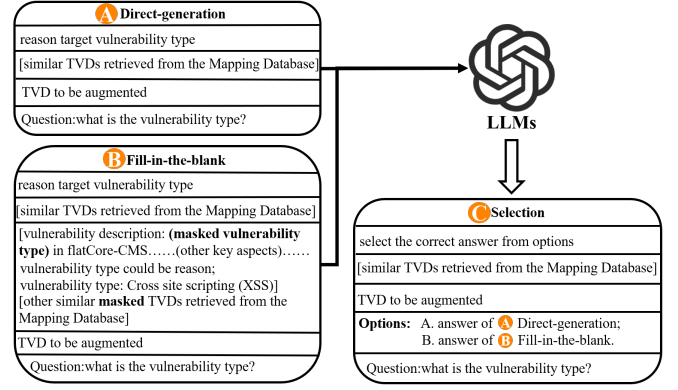 A Direct-generation
reason target vulnerability type
[similar TVDs retrieved from the Mapping Database]
TVD to be augmented
Question:what is the vulnerability type?
B Fill-in-the-blank
reason target vulnerability type
[similar TVDs retrieved from the Mapping Database]
[vulnerability description: (masked vulnerability
type) in flatCore-CMS……(other key aspects)……
vulnerability type could be reason;
vulnerability type: Cross site scripting (XSS)]
[other similar masked TVDs retrieved from the
Mapping Database]
TVD to be augmented
Question:what is the vulnerability type?
LLMs
C Selection
select the correct answer from options
[similar TVDs retrieved from the Mapping Database]
TVD to be augmented
Options: A. answer of A Direct-generation;
B. answer of B Fill-in-the-blank.
Question:what is the vulnerability type?